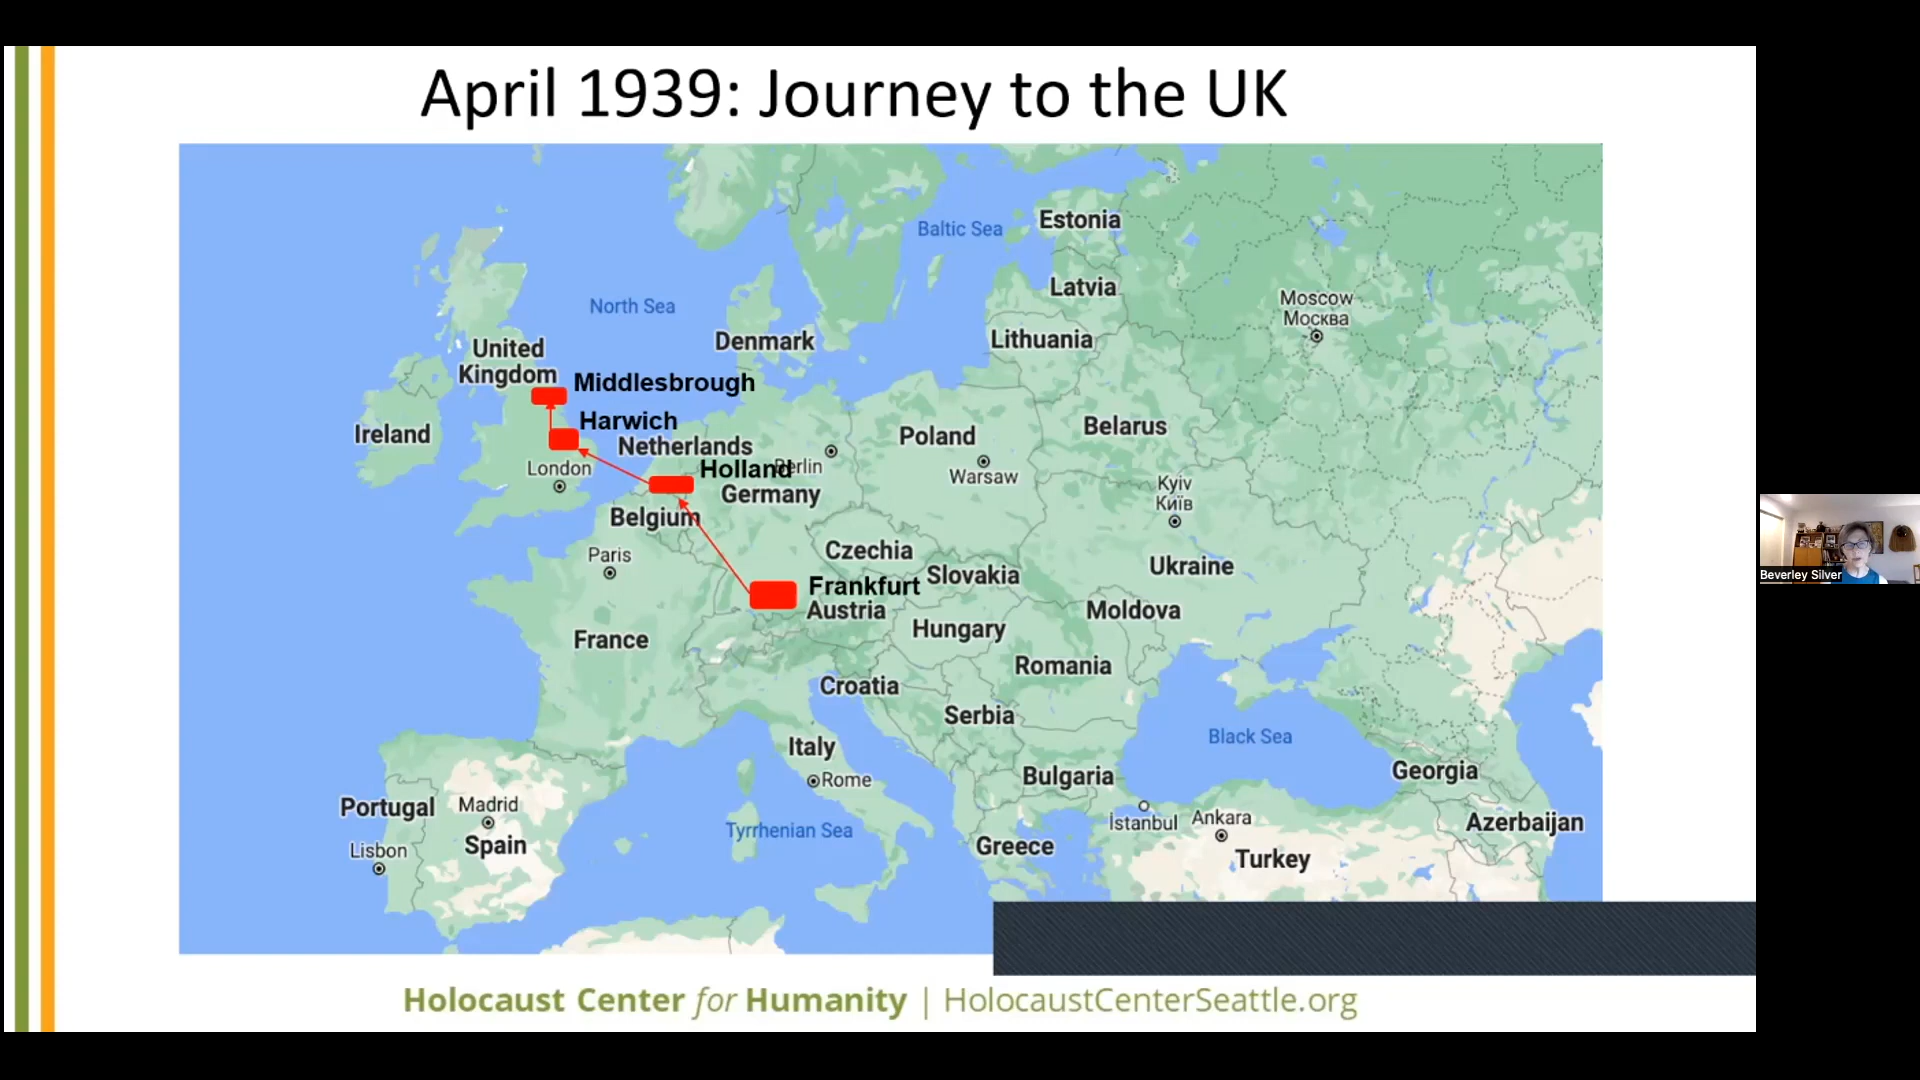 April 1939: Journey to the UK
Estonia
Baltic Sea
Latvia
Moscow
Москва
North Sea
Denmark
Lithuania
United
Kingdom
Middlesbrough
Harwich
Ireland
Netherlands
Belarus
Poland
London
Holland
Berlin
Warsaw
Germany
Kyiv
Київ
Belgium
Paris
Czechia
Slovakia
Ukraine
Frankfurt
Austria
Moldova
Hungary
France
Romania
Croatia
Serbia
Black Sea
Italy
Rome
Bulgaria
Georgia
Portugal
Madrid
İstanbul
Ankara
Azerbaijan
Tyrrhenian Sea
Spain
Lisbon
Greece
Turkey
Holocaust Center for Humanity | HolocaustCenterSeattle.org
Beverley Silver